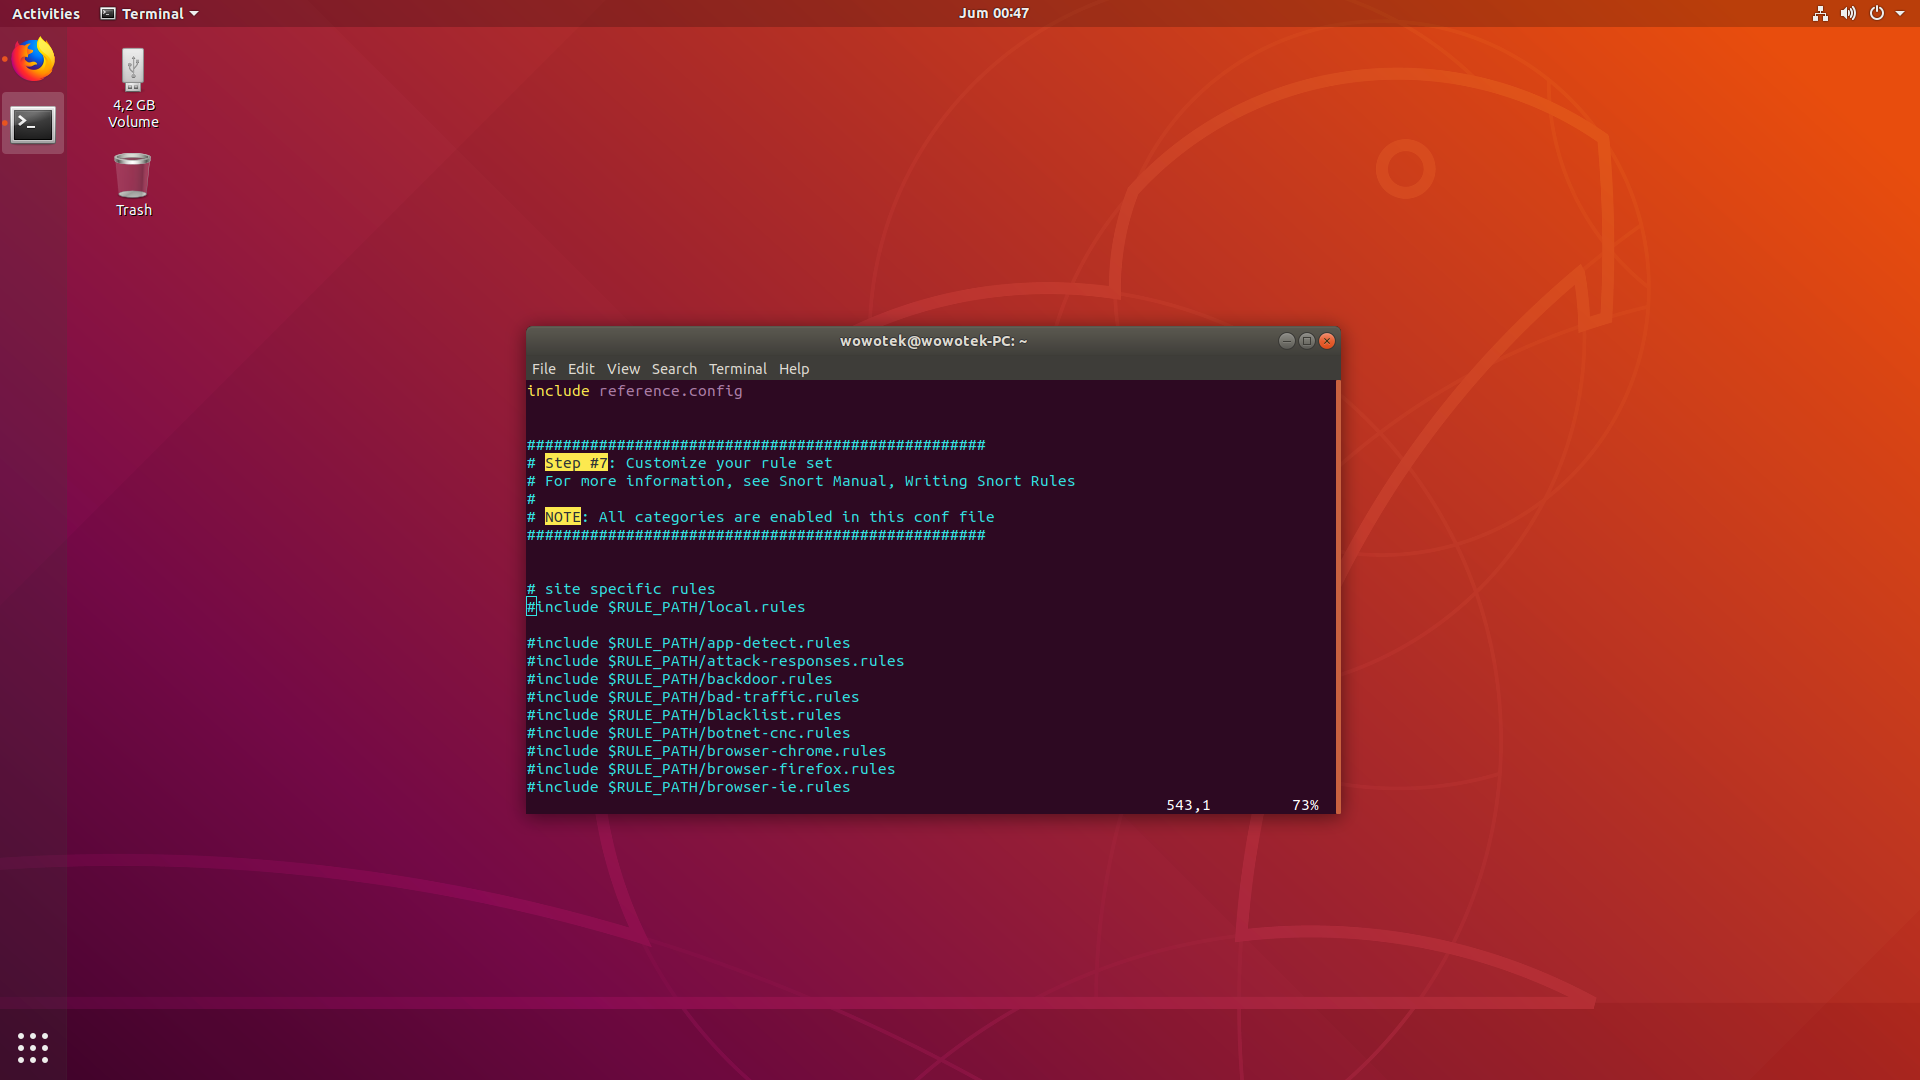 Activities Terminal Jum 00:47
4,2 GB
Volume
Trash
wowotek@wowotek-PC: ~
File Edit View Search Terminal Help
include reference.config
###################################################
# Step #7: Customize your rule set
# For more information, see Snort Manual, Writing Snort Rules
#
# NOTE: All categories are enabled in this conf file
###################################################
# site specific rules
#include $RULE_PATH/local.rules
#include $RULE_PATH/app-detect.rules
#include $RULE_PATH/attack-responses.rules
#include $RULE_PATH/backdoor.rules
#include $RULE_PATH/bad-traffic.rules
#include $RULE_PATH/blacklist.rules
#include $RULE_PATH/botnet-cnc.rules
#include $RULE_PATH/browser-chrome.rules
#include $RULE_PATH/browser-firefox.rules
#include $RULE_PATH/browser-ie.rules
543,1 73%